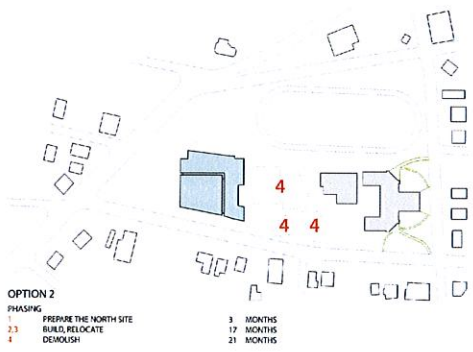 4
4 4
OPTION 2
PHASING
1 PREPARE THE NORTH SITE 3 MONTHS
2,3 BUILD, RELOCATE 17 MONTHS
4 DEMOLISH 21 MONTHS